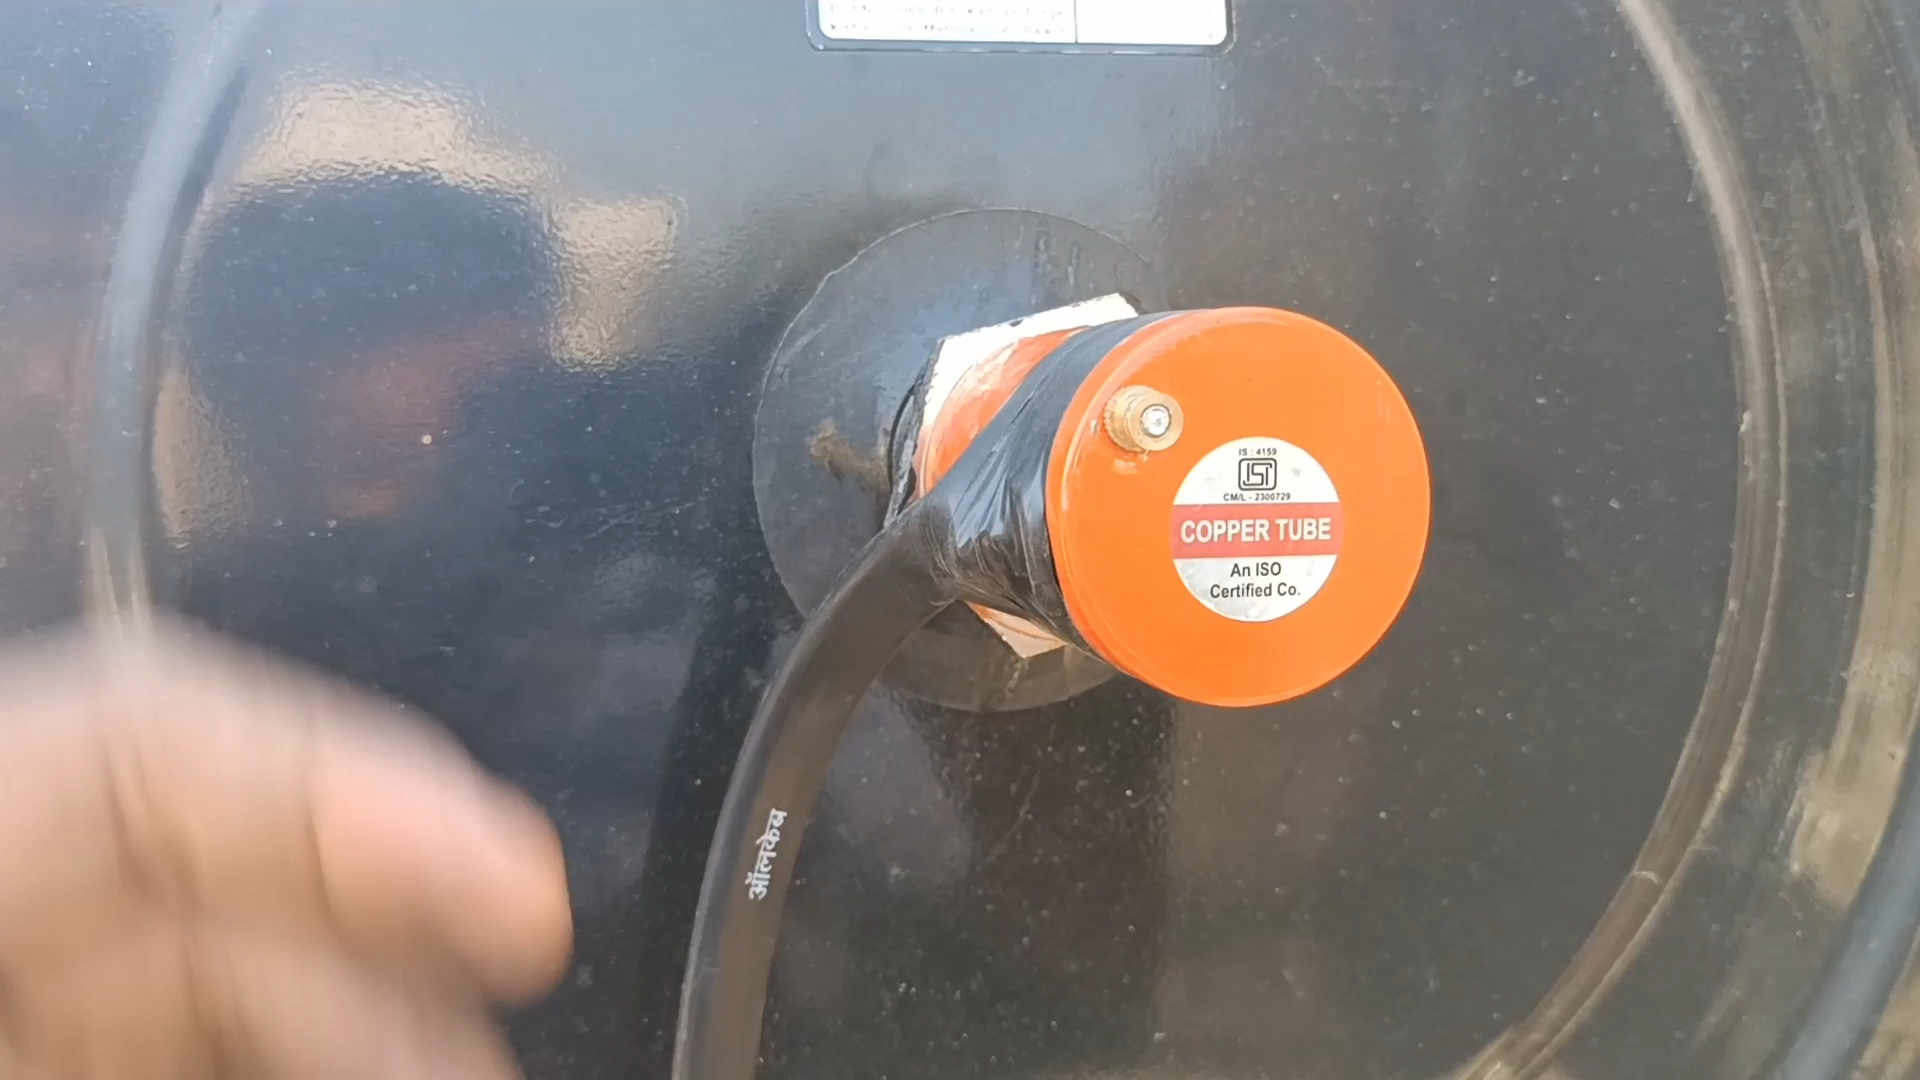 IS : 4159
ISI
CM/L - 2300729
COPPER TUBE
An ISO
Certified Co.
ऑलकेब